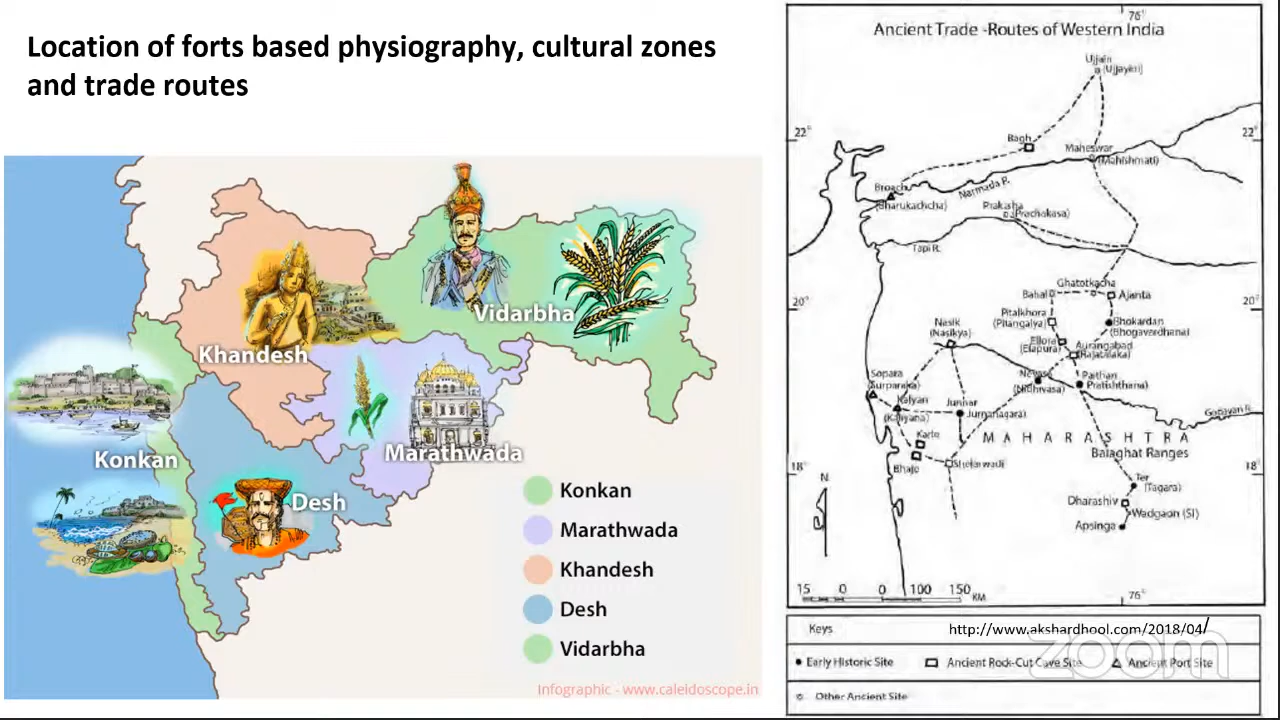 Location of forts based physiography, cultural zones
and trade routes
Khandesh
Vidarbha
Konkan
Marathwada
Desh
Konkan
Marathwada
Khandesh
Desh
Vidarbha
Infographic - www.caleidoscope.in
76°
Ancient Trade -Routes of Western India
Ujjain
(Ujjayini)
22°
22°
Bagh
Maheswar
(Mahishmati)
Broach
(Bharukachcha)
Narmada R.
Prakasha
(Prachakasa)
Tapi R.
Ghatotkacha
20°
20°
Bahal
Ajanta
Pitalkhora
(Pitangalya)
Bhokardan
(Bhogavardhana)
Nasik
(Nasikya)
Ellora
(Elapura)
Aurangabad
(Rajatalaka)
Sopara
(Surparaka)
(Nidhivasa)
Paithan
Pratishthana)
Kalyan
(Kaliyana)
Junnar
Jurnanagara)
Godavari R.
Karle
MAHARASHTRA
Balaghat Ranges
Bhaje
Shelarwadi
18°
18°
N
Ter
(Tagara)
Dharashiv
Wadgaon (SI)
Apsinga
15 0 0 100 150
KM
76°
Keys
http://www.akshardhool.com/2018/04/
Early Historic Site
Ancient Rock-Cut Cave Site
Ancient Port Site
Other Ancient Site
zoom